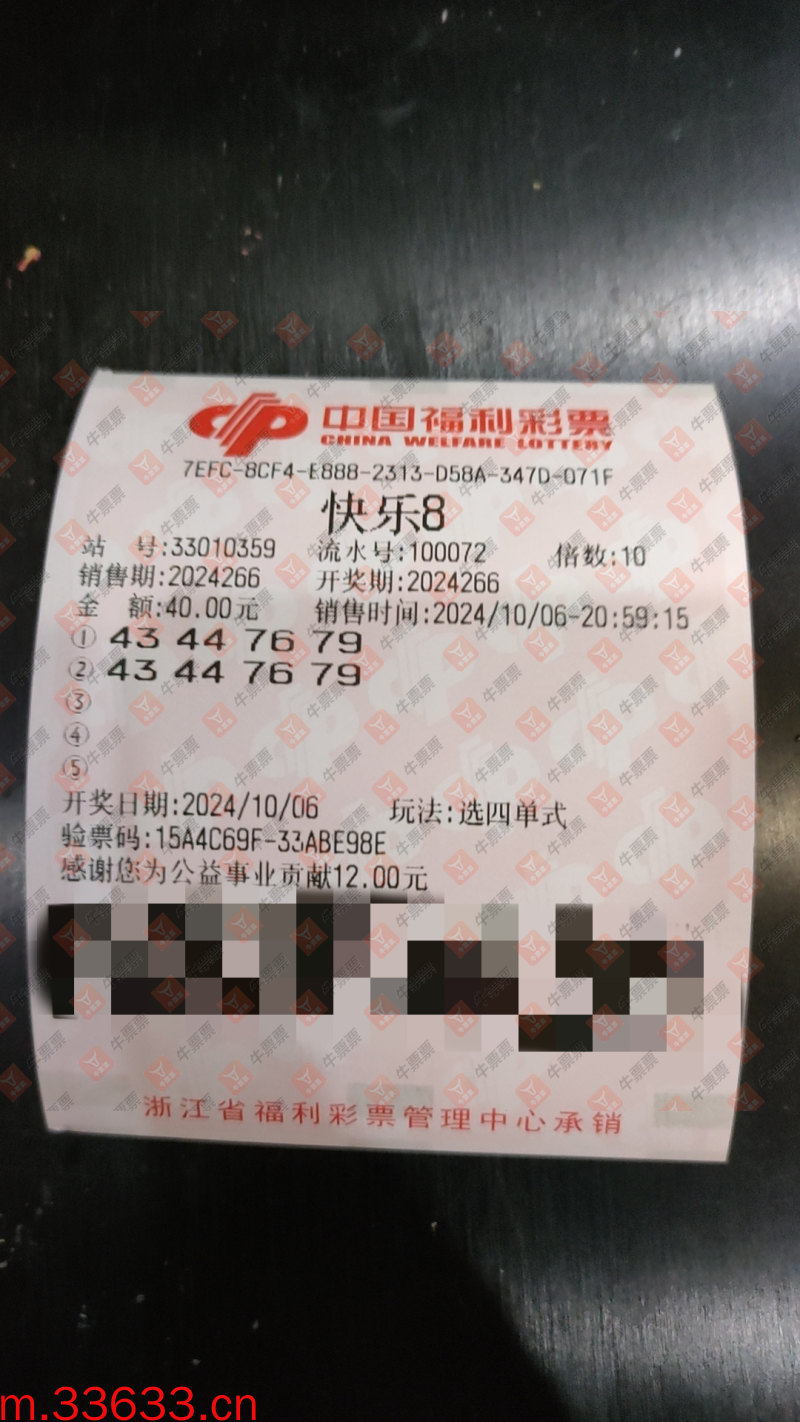 中国福利彩票
CHINA WELFARE LOTTERY
7EFC-8CF4-E888-2313-D58A-347D-071F
快乐8
站 号:33010359 流水号:100072 倍数:10
销售期:2024266 开奖期:2024266
金 额:40.00元 销售时间:2024/10/06-20:59:15
① 43 44 76 79
② 43 44 76 79
③
④
⑤
开奖日期:2024/10/06 玩法:选四单式
验票码:15A4C69F-33ABE98E
感谢您为公益事业贡献12.00元
浙江省福利彩票管理中心承销
牛票票
m.33633.cn